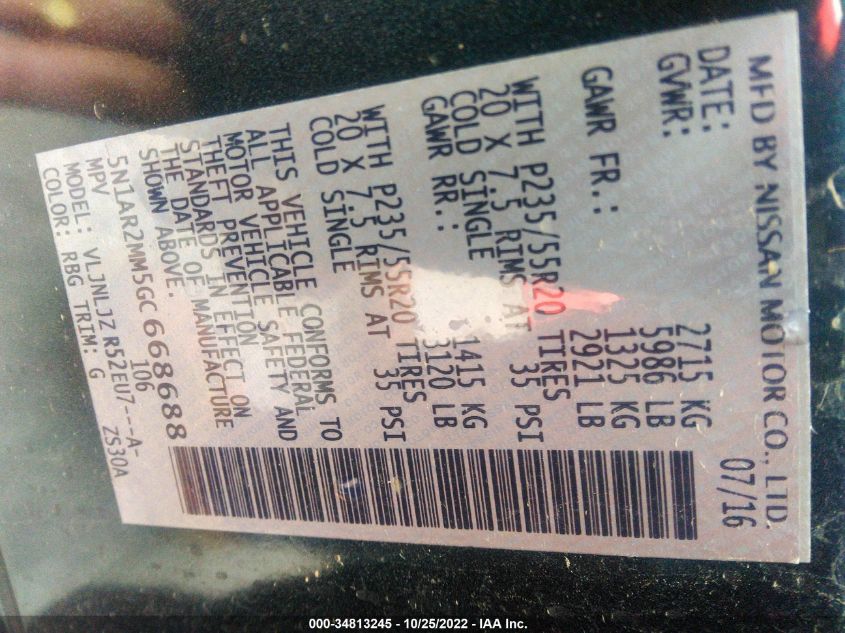 MFD BY NISSAN MOTOR CO., LTD.
DATE: 07/16
GVWR: 2715 KG
5986 LB
GAWR FR.: 1325 KG
2921 LB
WITH P235/55R20 TIRES
20 X 7.5 RIMS AT 35 PSI
COLD SINGLE
GAWR RR.: 1415 KG
3120 LB
WITH P235/55R20 TIRES
20 X 7.5 RIMS AT 35 PSI
COLD SINGLE
THIS VEHICLE CONFORMS TO
ALL APPLICABLE FEDERAL
MOTOR VEHICLE SAFETY AND
THEFT PREVENTION
STANDARDS IN EFFECT ON
THE DATE OF MANUFACTURE
SHOWN ABOVE.
5N1AR2MM5GC668688
MPV 106
MODEL: VLJNLJZ R52EU7---A-
COLOR: RBG TRIM: G ZS30A
000-34813245 - 10/25/2022 - IAA Inc.